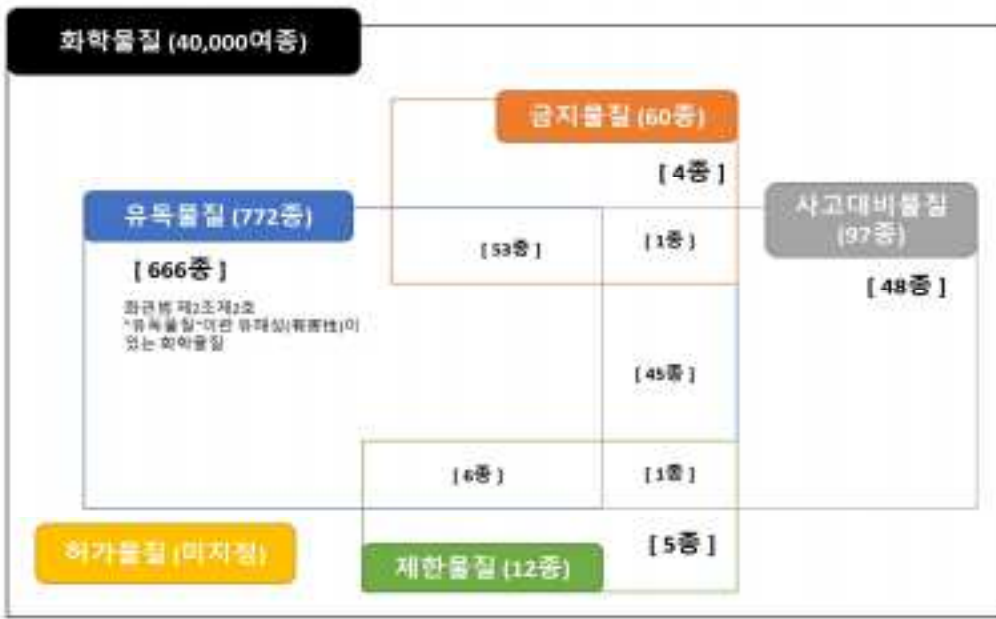 화학물질 (40,000여종)
금지물질 (60종)
[ 4종 ]
유독물질 (772종)
사고대비물질
(97종)
[ 53종 ]
[ 1종 ]
[ 666종 ]
[ 48종 ]
화관법 제2조제2호
"유독물질"이란 유해성(有害性)이
있는 화학물질
[ 45종 ]
[ 6종 ]
[ 1종 ]
허가물질 (미지정)
제한물질 (12종)
[ 5종 ]